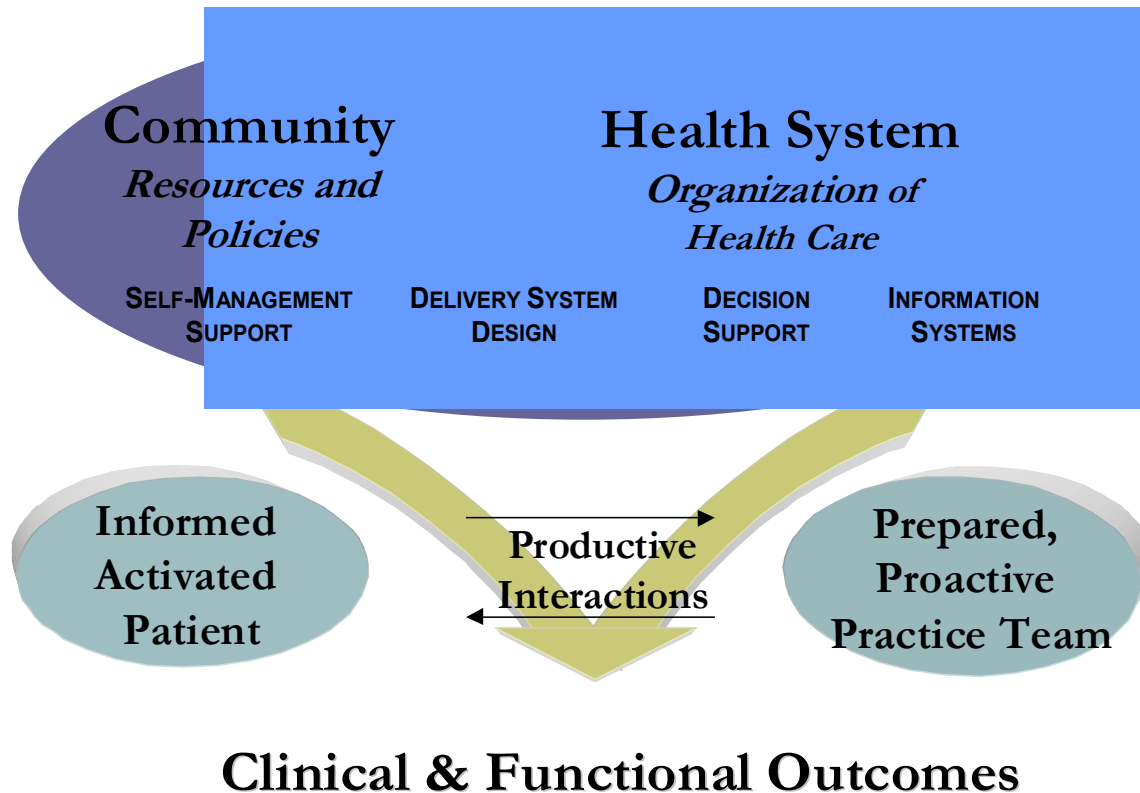 Community
Resources and
Policies
Health System
Organization of
Health Care
SELF-MANAGEMENT
SUPPORT
DELIVERY SYSTEM
DESIGN
DECISION
SUPPORT
INFORMATION
SYSTEMS
Informed
Activated
Patient
Productive
Interactions
Prepared,
Proactive
Practice Team
Clinical & Functional Outcomes